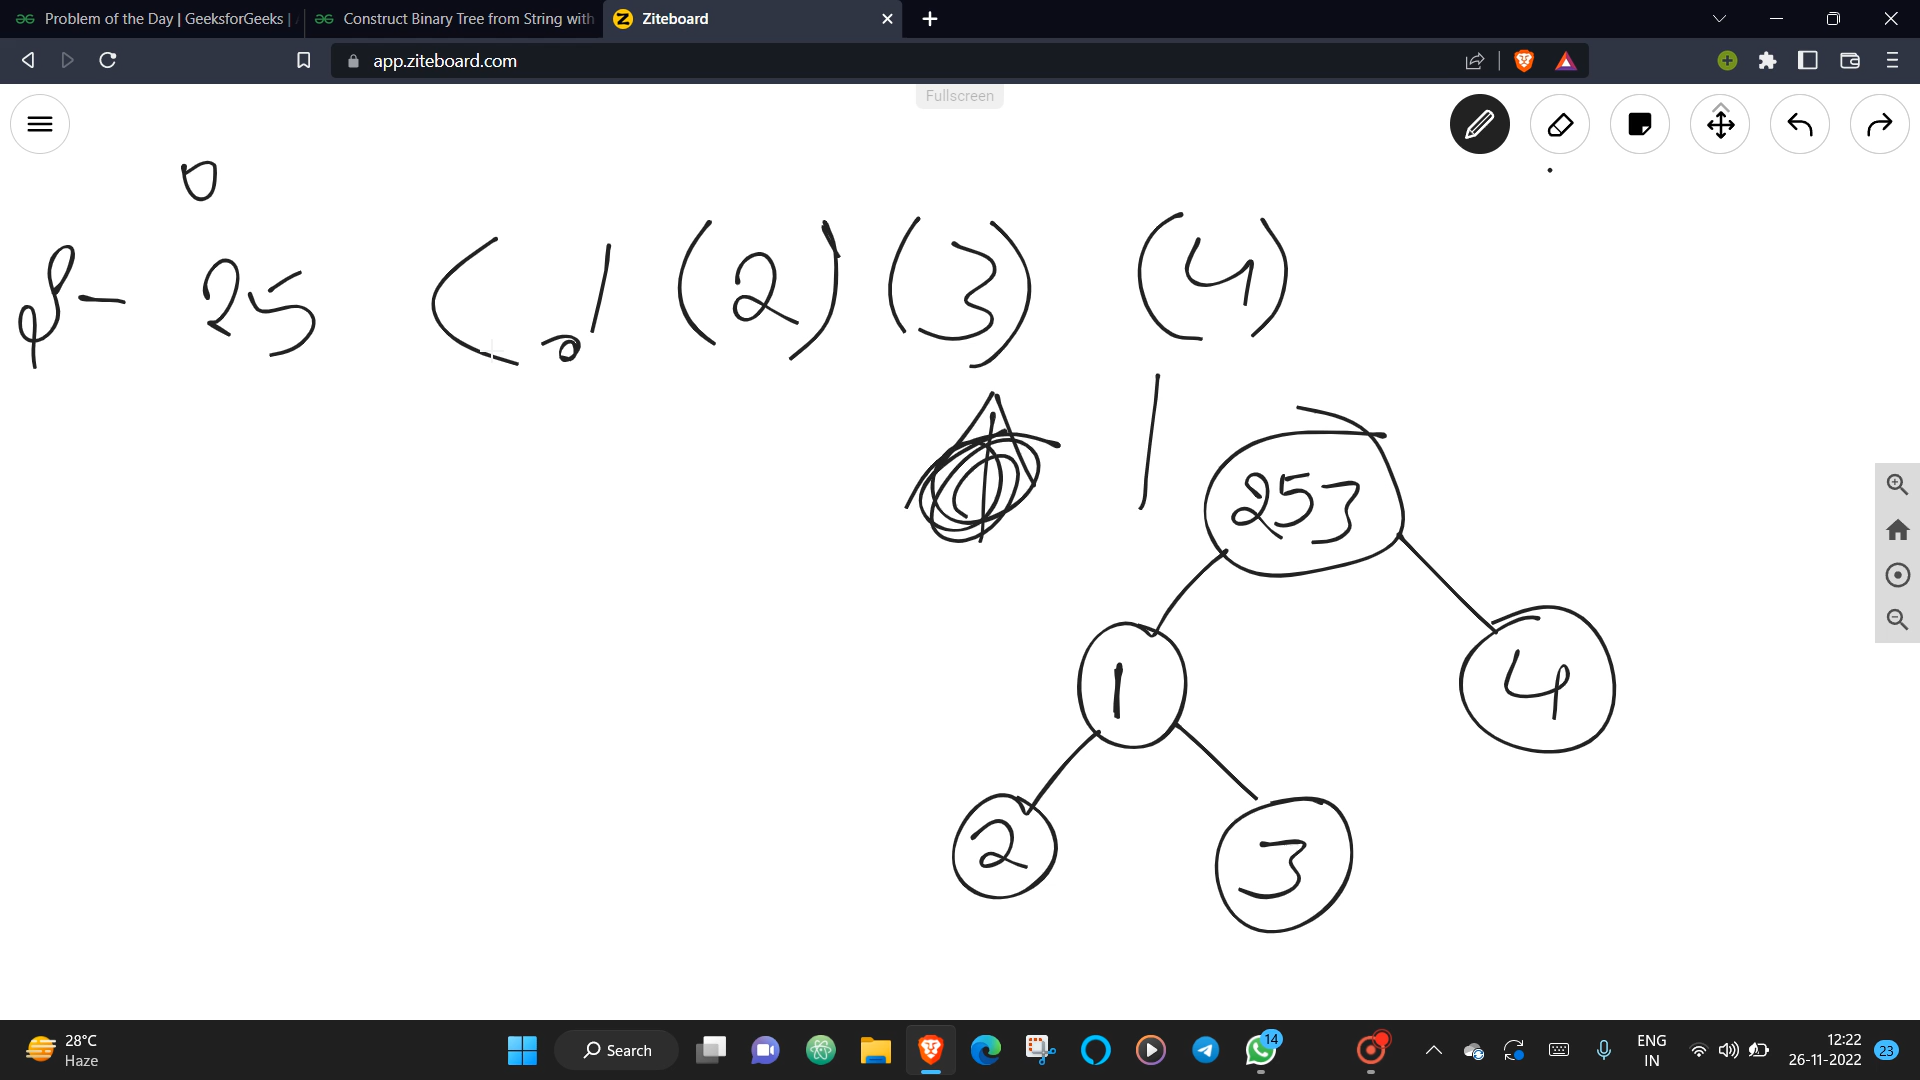 Problem of the Day | GeeksforGeeks |
Construct Binary Tree from String with
Ziteboard
app.ziteboard.com
Fullscreen
0
25 ( 1 (2) (3) (4)
253
1
4
2
3
28°C
Haze
Search
14
ENG
IN
12:22
26-11-2022
23